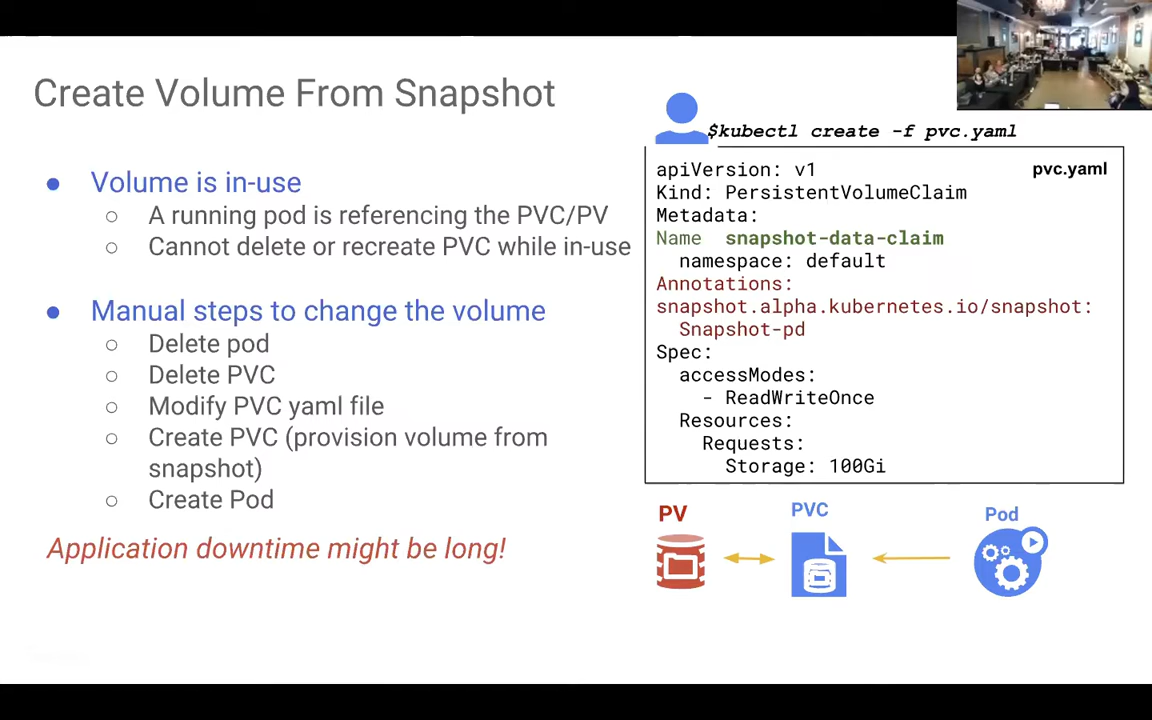 Create Volume From Snapshot
● Volume is in-use
○ A running pod is referencing the PVC/PV
○ Cannot delete or recreate PVC while in-use
● Manual steps to change the volume
○ Delete pod
○ Delete PVC
○ Modify PVC yaml file
○ Create PVC (provision volume from
snapshot)
○ Create Pod
Application downtime might be long!
$kubectl create -f pvc.yaml
pvc.yaml
apiVersion: v1
Kind: PersistentVolumeClaim
Metadata:
Name snapshot-data-claim
namespace: default
Annotations:
snapshot.alpha.kubernetes.io/snapshot:
Snapshot-pd
Spec:
accessModes:
- ReadWriteOnce
Resources:
Requests:
Storage: 100Gi
PV
PVC
Pod